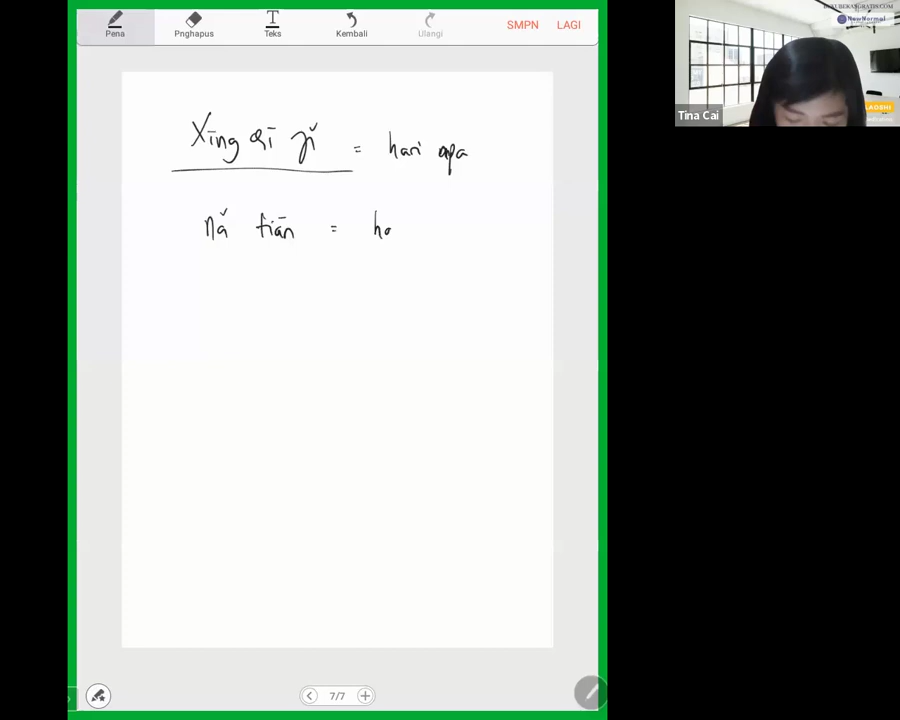 Pena Pnghapus Teks Kembali Ulangi SMPN LAGI
Xīng qī jǐ = hari apa
nǎ tiān = ha
7/7
Tina Cai
NewNormal